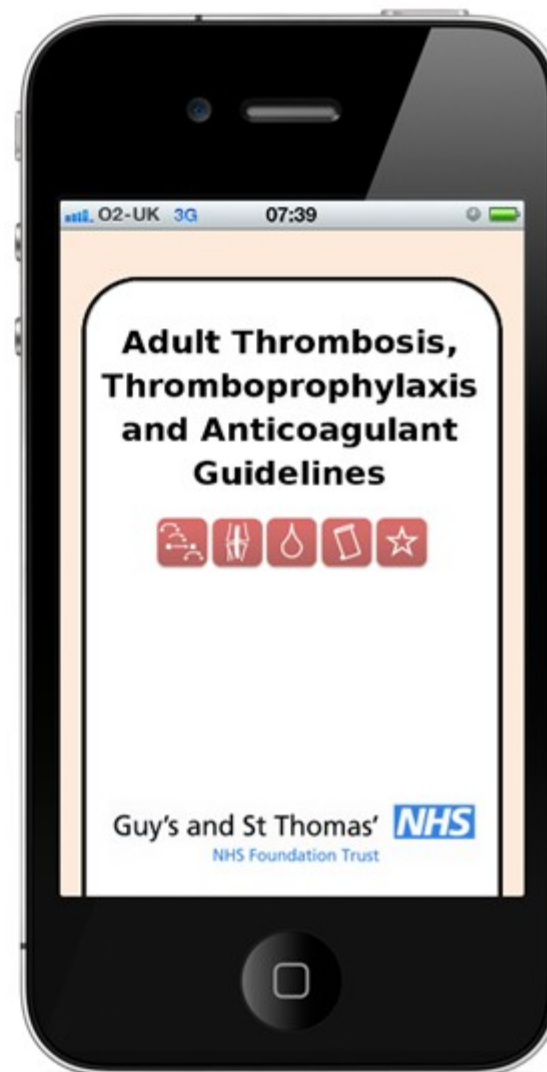 O2-UK 3G 07:39
Adult Thrombosis,
Thromboprophylaxis
and Anticoagulant
Guidelines
Guy's and St Thomas' NHS
NHS Foundation Trust